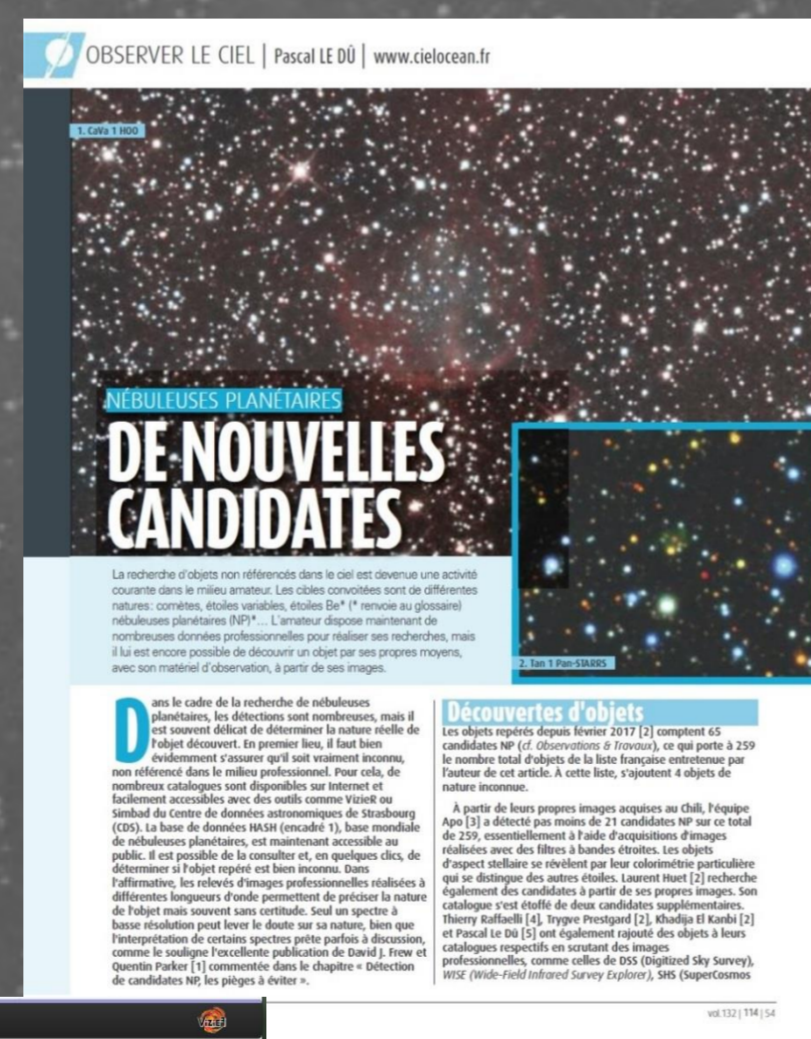 OBSERVER LE CIEL | Pascal LE DÛ | www.cielocean.fr
1. CaVa 1 HOO
NÉBULEUSES PLANÉTAIRES
DE NOUVELLES
CANDIDATES
La recherche d'objets non référencés dans le ciel est devenue une activité
courante dans le milieu amateur. Les cibles convoitées sont de différentes
natures: comètes, étoiles variables, étoiles Be* (* renvoie au glossaire)
nébuleuses planétaires (NP)*... L'amateur dispose maintenant de
nombreuses données professionnelles pour réaliser ses recherches, mais
il lui est encore possible de découvrir un objet par ses propres moyens,
avec son matériel d'observation, à partir de ses images.
2. Tan 1 Pan-STARRS
Dans le cadre de la recherche de nébuleuses
planétaires, les détections sont nombreuses, mais il
est souvent délicat de déterminer la nature réelle de
l'objet découvert. En premier lieu, il faut bien
évidemment s'assurer qu'il soit vraiment inconnu,
non référencé dans le milieu professionnel. Pour cela, de
nombreux catalogues sont disponibles sur Internet et
facilement accessibles avec des outils comme VizieR ou
Simbad du Centre de données astronomiques de Strasbourg
(CDS). La base de données HASH (encadré 1), base mondiale
de nébuleuses planétaires, est maintenant accessible au
public. Il est possible de la consulter et, en quelques clics, de
déterminer si l'objet repéré est bien inconnu. Dans
l'affirmative, les relevés d'images professionnelles réalisées à
différentes longueurs d'onde permettent de préciser la nature
de l'objet mais souvent sans certitude. Seul un spectre à
basse résolution peut lever le doute sur sa nature, bien que
l'interprétation de certains spectres prête parfois à discussion,
comme le souligne l'excellente publication de David J. Frew et
Quentin Parker [1] commentée dans le chapitre « Détection
de candidates NP, les pièges à éviter ».
Découvertes d'objets
Les objets repérés depuis février 2017 [2] comptent 65
candidates NP (cf. Observations & Travaux), ce qui porte à 259
le nombre total d'objets de la liste française entretenue par
l'auteur de cet article. À cette liste, s'ajoutent 4 objets de
nature inconnue.
À partir de leurs propres images acquises au Chili, l'équipe
Apo [3] a détecté pas moins de 21 candidates NP sur ce total
de 259, essentiellement à l'aide d'acquisitions d'images
réalisées avec des filtres à bandes étroites. Les objets
d'aspect stellaire se révèlent par leur colorimétrie particulière
qui se distingue des autres étoiles. Laurent Huet [2] recherche
également des candidates à partir de ses propres images. Son
catalogue s'est étoffé de deux candidates supplémentaires.
Thierry Raffaelli [4], Trygve Prestgard [2], Khadija El Kanbi [2]
et Pascal Le Dû [5] ont également rajouté des objets à leurs
catalogues respectifs en scrutant des images
professionnelles, comme celles de DSS (Digitized Sky Survey),
WISE (Wide-Field Infrared Survey Explorer), SHS (SuperCosmos
VizieR
vol.132 | 114 | 54